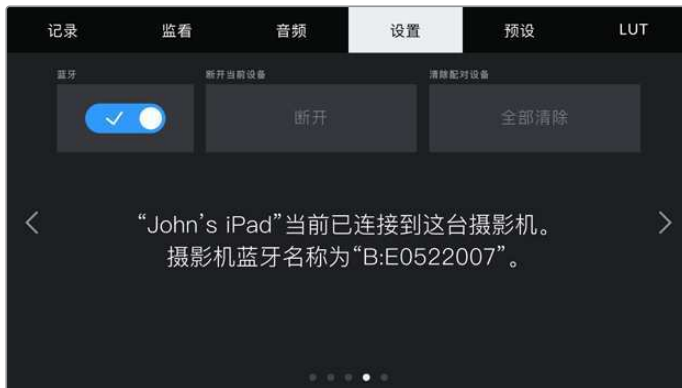 记录 监看 音频 设置 预设 LUT
蓝牙 断开当前设备 清除配对设备
断开 全部清除
“John’s iPad”当前已连接到这台摄影机。
摄影机蓝牙名称为“B:E0522007”。